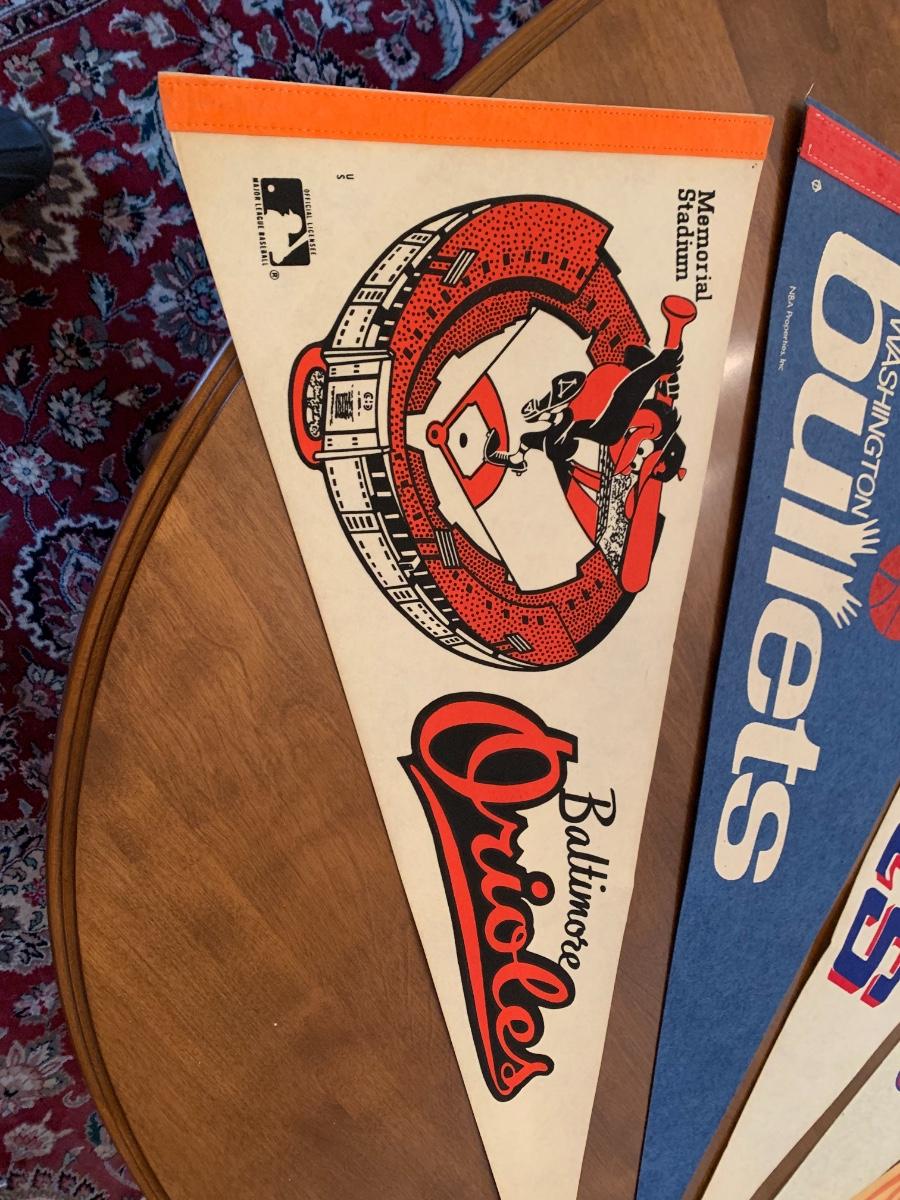 Memorial
Stadium
U
S
OFFICIAL LICENSEE
MAJOR LEAGUE BASEBALL ®
Baltimore
Orioles
WASHINGTON
bullets
NBA Properties, Inc